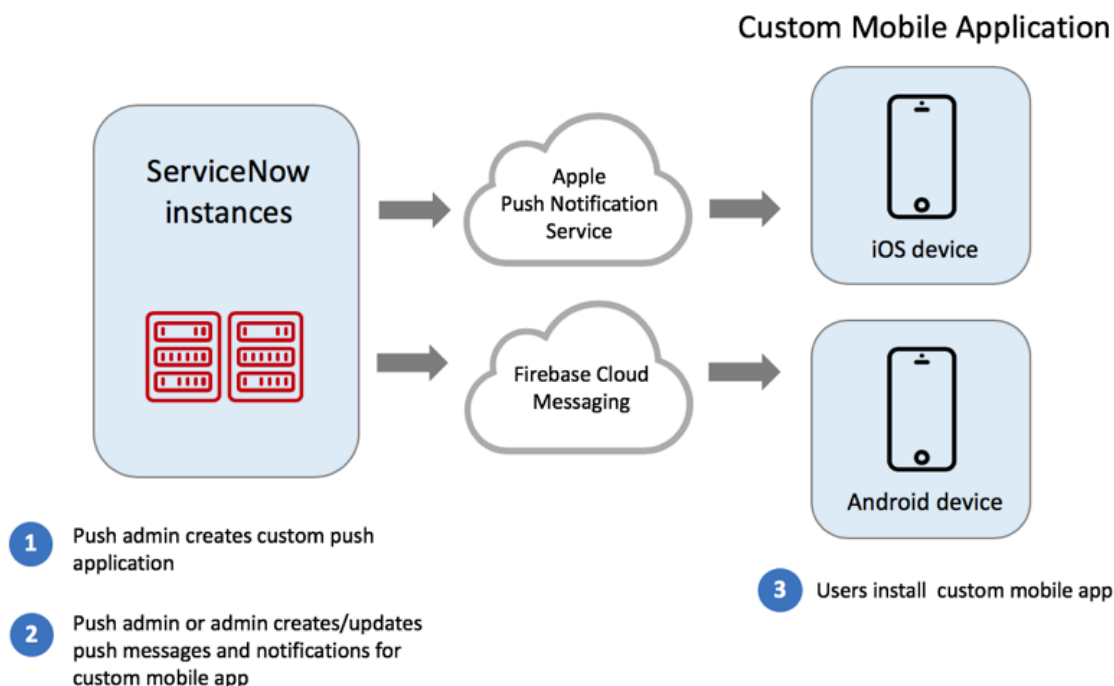 Custom Mobile Application
ServiceNow
instances
Apple
Push Notification
Service
iOS device
Firebase Cloud
Messaging
Android device
1
Push admin creates custom push
application
2
Push admin or admin creates/updates
push messages and notifications for
custom mobile app
3
Users install custom mobile app